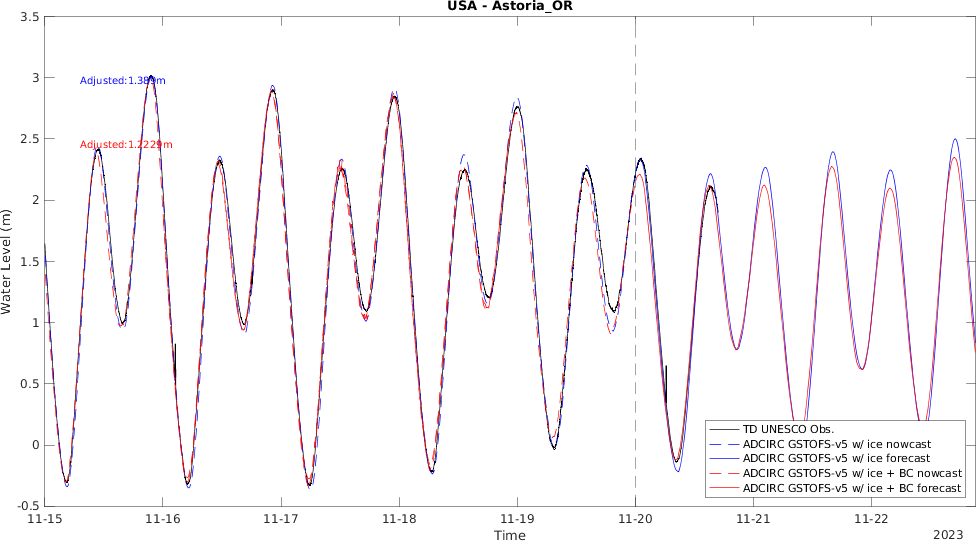 USA - Astoria_OR
3.5
3
2.5
2
1.5
1
0.5
0
-0.5
Water Level (m)
Adjusted:1.389m
Adjusted:1.2229m
TD UNESCO Obs.
ADCIRC GSTOFS-v5 w/ ice nowcast
ADCIRC GSTOFS-v5 w/ ice forecast
ADCIRC GSTOFS-v5 w/ ice + BC nowcast
ADCIRC GSTOFS-v5 w/ ice + BC forecast
11-15 11-16 11-17 11-18 11-19 11-20 11-21 11-22
Time
2023